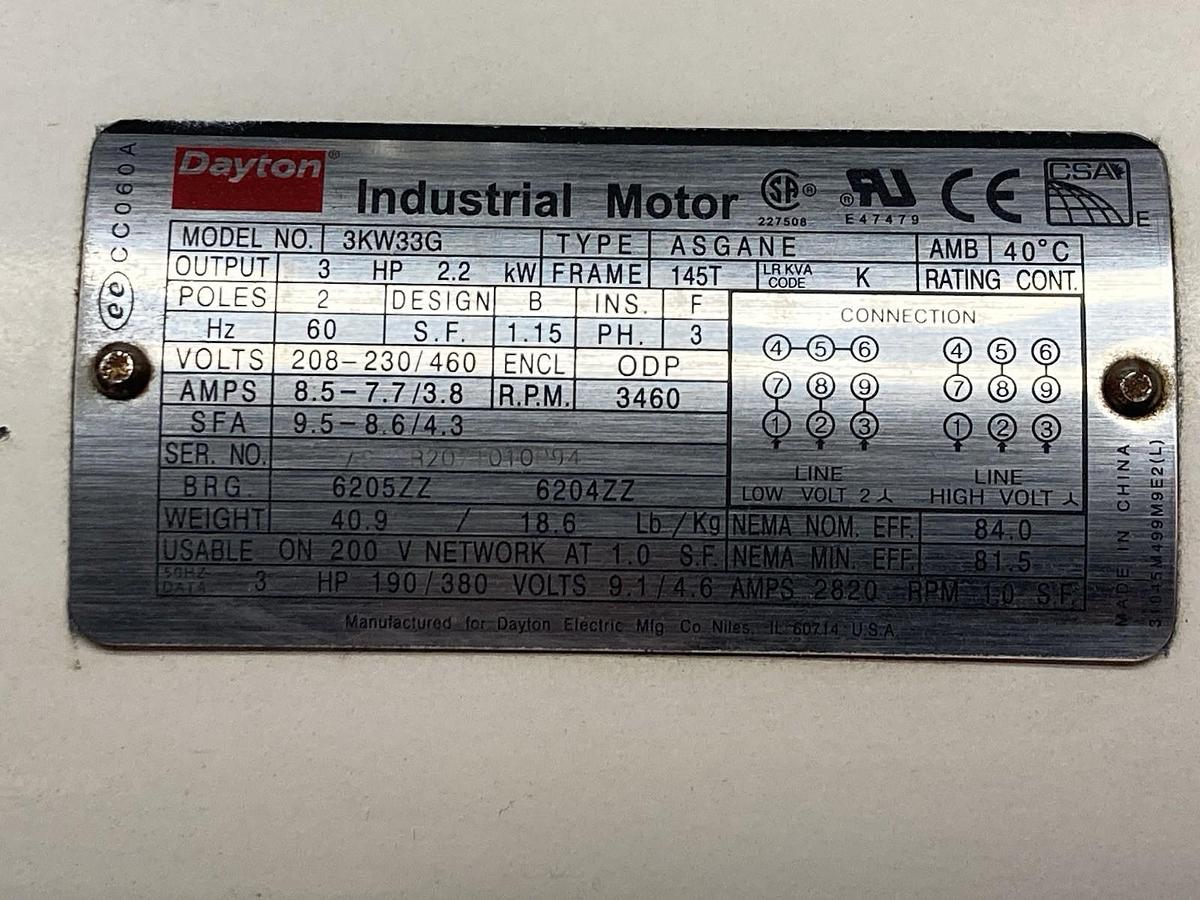 Dayton®
Industrial Motor
SA ® 227508
® RU E47479
CE
CSA E
CC060A
ee
MODEL NO. 3KW33G TYPE ASGANE AMB 40°C
OUTPUT 3 HP 2.2 kW FRAME 145T LR KVA CODE K RATING CONT.
POLES 2 DESIGN B INS. F
Hz 60 S.F. 1.15 PH. 3
VOLTS 208-230/460 ENCL ODP
AMPS 8.5-7.7/3.8 R.P.M. 3460
SFA 9.5-8.6/4.3
SER. NO.
BRG. 6205ZZ 6204ZZ
CONNECTION
4 5 6 4 5 6
7 8 9 7 8 9
1 2 3 1 2 3
LINE LINE
LOW VOLT 2⅄ HIGH VOLT ⅄
WEIGHT 40.9 / 18.6 Lb/Kg NEMA NOM. EFF. 84.0
USABLE ON 200 V NETWORK AT 1.0 S.F. NEMA MIN. EFF. 81.5
50HZ DATA 3 HP 190/380 VOLTS 9.1/4.6 AMPS 2820 RPM 1.0 S.F.
Manufactured for Dayton Electric Mfg Co Niles, IL 60714 U.S.A.
MADE IN CHINA